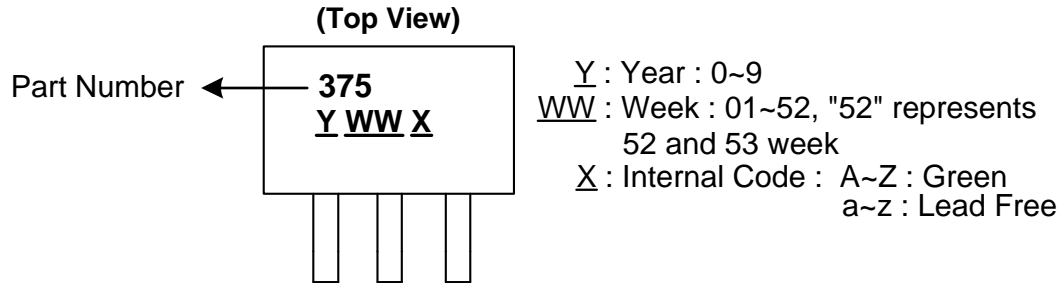 (Top View)
Part Number
375
Y WW X
Y : Year : 0~9
WW : Week : 01~52, "52" represents
52 and 53 week
X : Internal Code : A~Z : Green
a~z : Lead Free